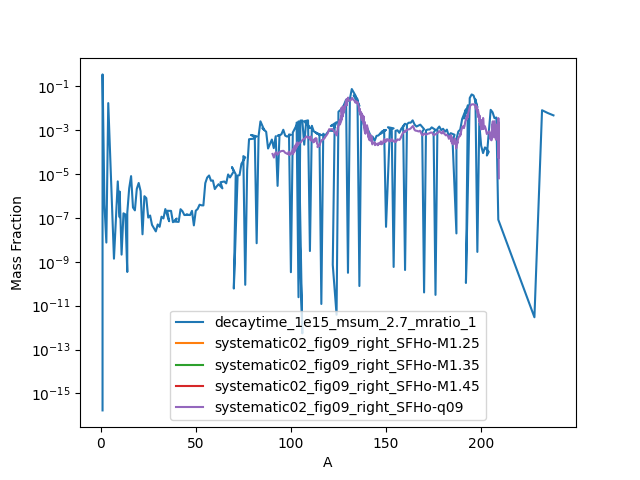 10⁻¹
10⁻³
10⁻⁵
10⁻⁷
10⁻⁹
10⁻¹¹
10⁻¹³
10⁻¹⁵
Mass Fraction
decaytime_1e15_msum_2.7_mratio_1
systematic02_fig09_right_SFHo-M1.25
systematic02_fig09_right_SFHo-M1.35
systematic02_fig09_right_SFHo-M1.45
systematic02_fig09_right_SFHo-q09
0 50 100 150 200
A